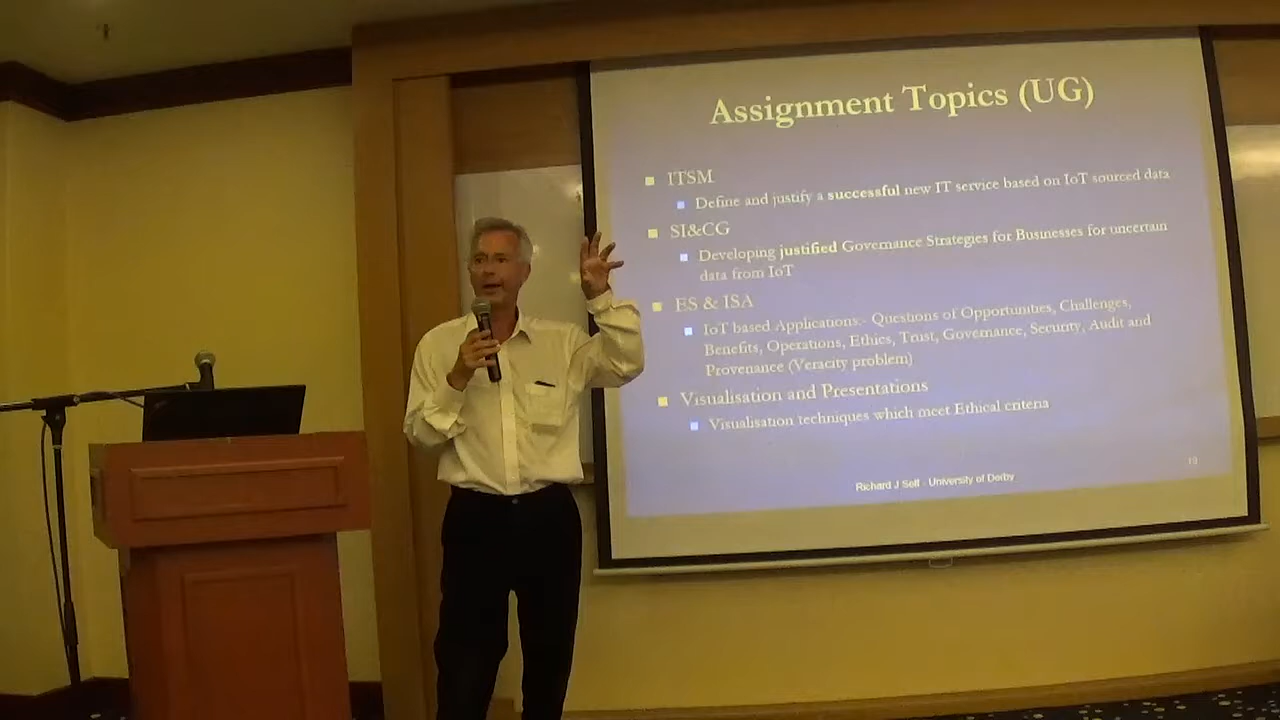 Assignment Topics (UG)
ITSM
Define and justify a successful new IT service based on IoT sourced data
SI&CG
Developing justified Governance Strategies for Businesses for uncertain
data from IoT
ES & ISA
IoT based Applications:- Questions of Opportunities, Challenges,
Benefits, Operations, Ethics, Trust, Governance, Security, Audit and
Provenance (Veracity problem)
Visualisation and Presentations
Visualisation techniques which meet Ethical criteria
Richard J Self - University of Derby
19